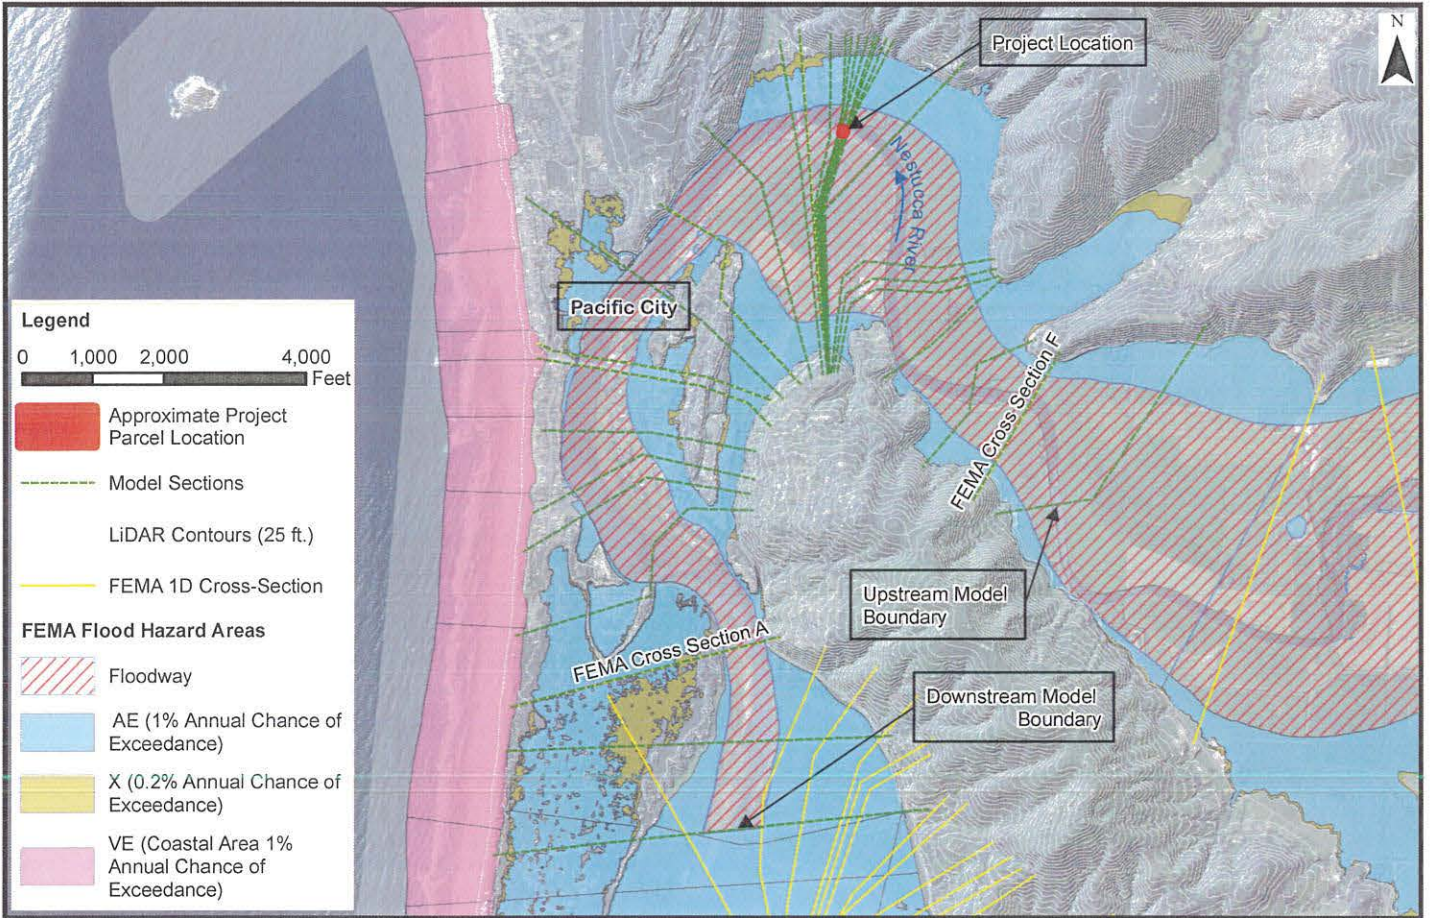 N
Project Location
Nestucca River
Pacific City
FEMA Cross Section F
Legend
0 1,000 2,000 4,000
Feet
Approximate Project
Parcel Location
Model Sections
LiDAR Contours (25 ft.)
FEMA 1D Cross-Section
FEMA Flood Hazard Areas
Floodway
AE (1% Annual Chance of
Exceedance)
X (0.2% Annual Chance of
Exceedance)
VE (Coastal Area 1%
Annual Chance of
Exceedance)
Upstream Model
Boundary
FEMA Cross Section A
Downstream Model
Boundary